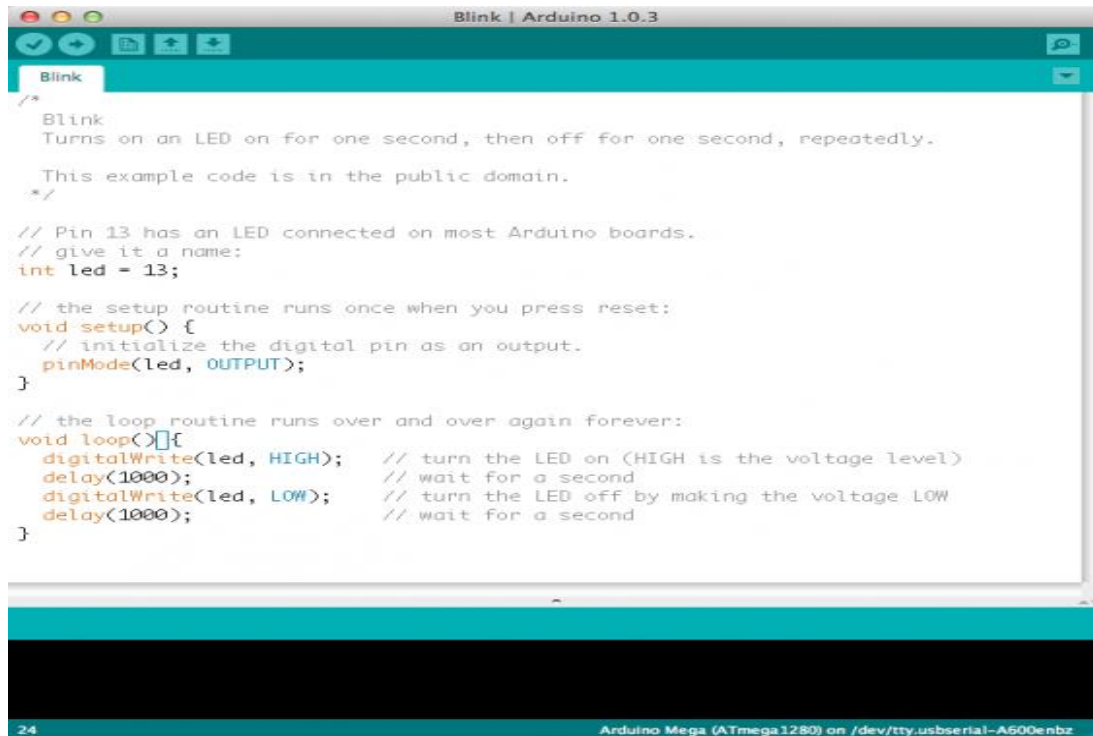 Blink | Arduino 1.0.3
Blink
/*
  Blink
  Turns on an LED on for one second, then off for one second, repeatedly.

  This example code is in the public domain.
 */

// Pin 13 has an LED connected on most Arduino boards.
// give it a name:
int led = 13;

// the setup routine runs once when you press reset:
void setup() {
  // initialize the digital pin as an output.
  pinMode(led, OUTPUT);
}

// the loop routine runs over and over again forever:
void loop() {
  digitalWrite(led, HIGH);   // turn the LED on (HIGH is the voltage level)
  delay(1000);               // wait for a second
  digitalWrite(led, LOW);    // turn the LED off by making the voltage LOW
  delay(1000);               // wait for a second
}
24
Arduino Mega (ATmega1280) on /dev/tty.usbserial-A600enbz